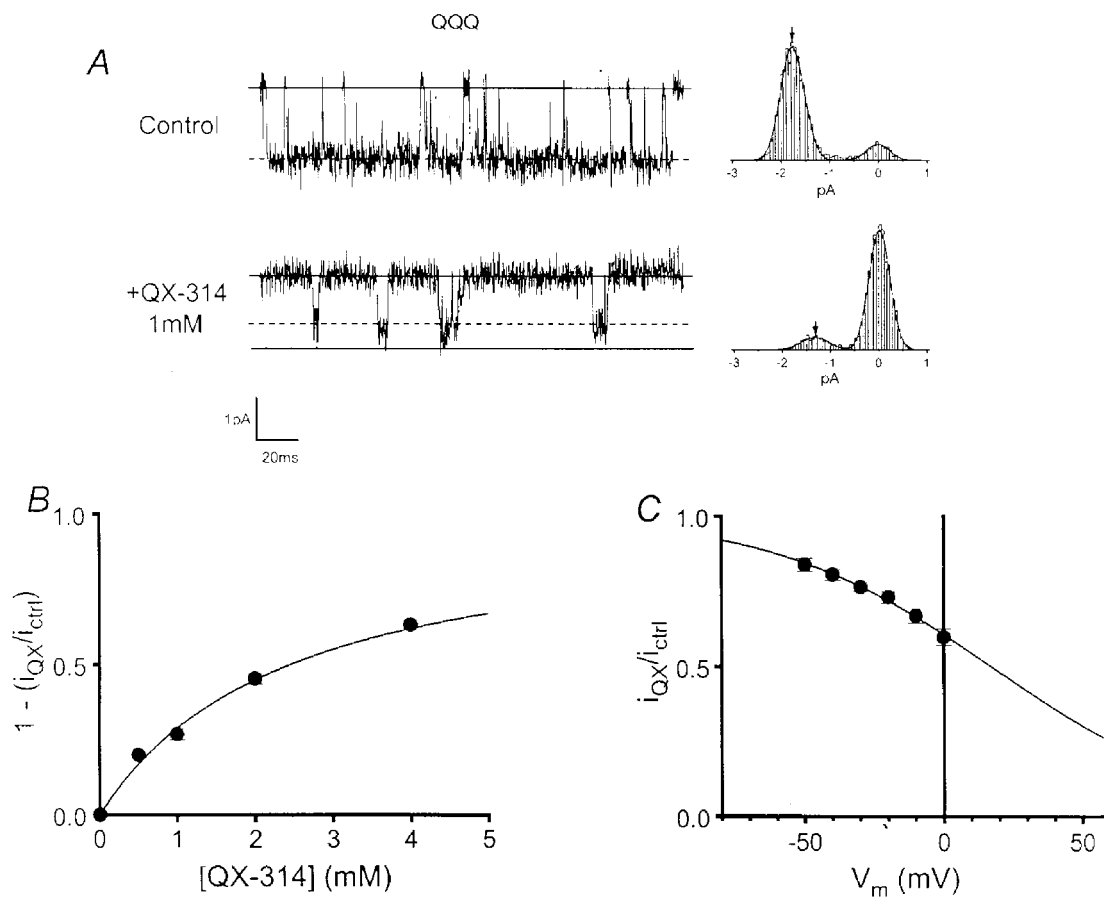 QQQ
A
Control
-3 -2 -1 0 1
pA
+QX-314
1mM
-3 -2 -1 0 1
pA
1pA
20ms
B
1.0
0.5
0.0
1 - (iQX/ictrl)
0 1 2 3 4 5
[QX-314] (mM)
C
1.0
0.5
0.0
iQX/ictrl
-50 0 50
Vm (mV)